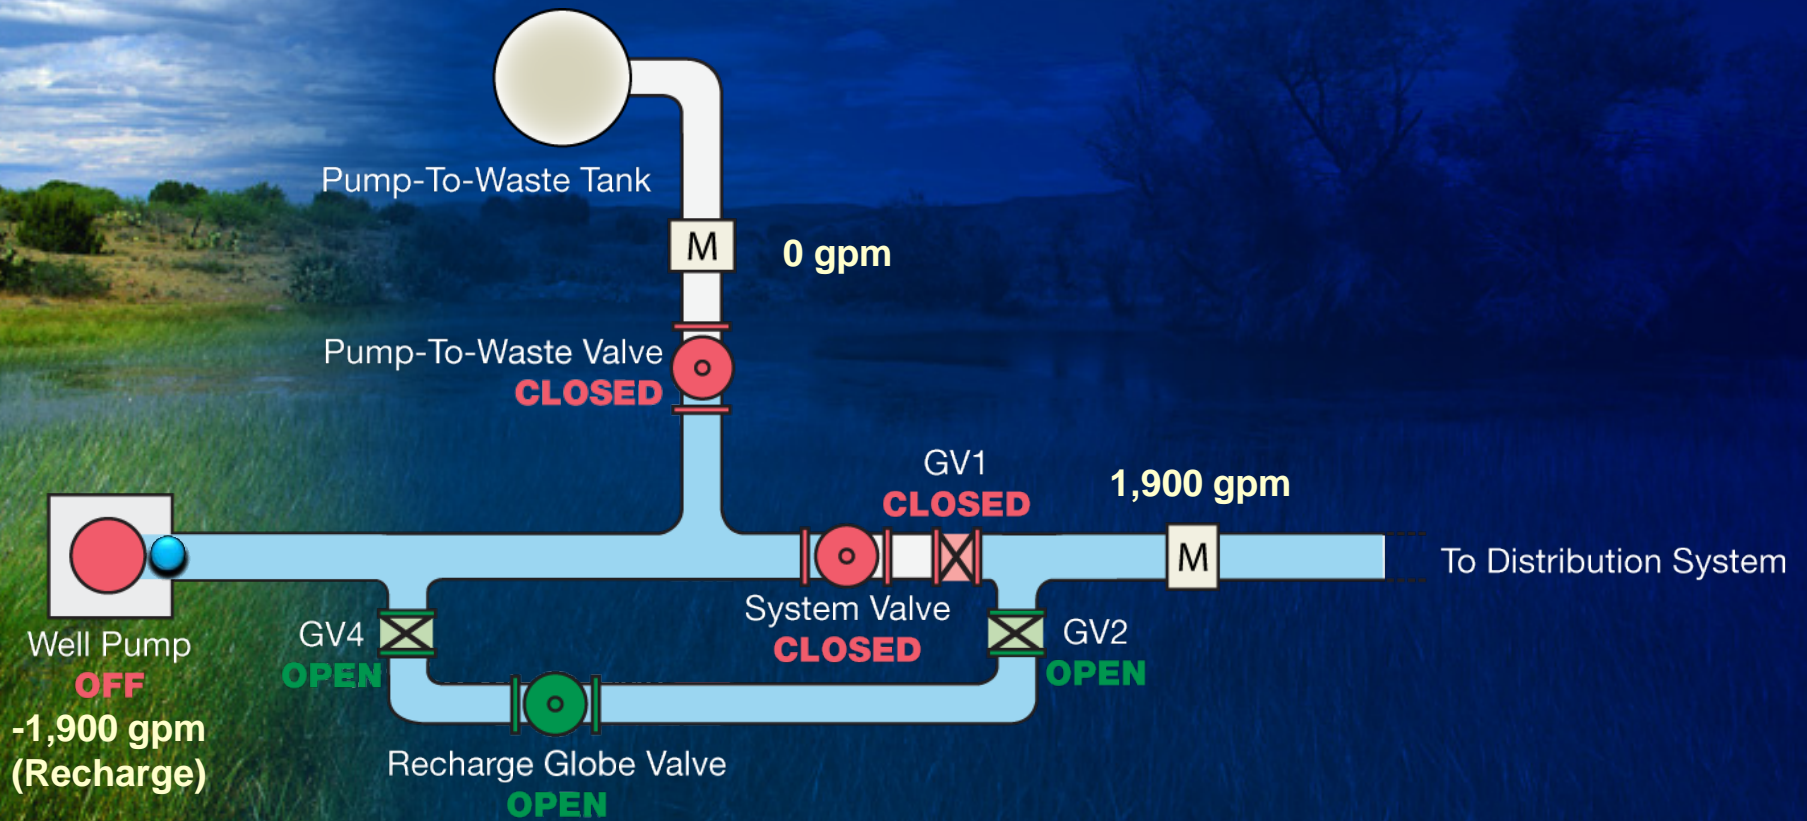 Pump-To-Waste Tank
M
0 gpm
Pump-To-Waste Valve
CLOSED
GV1
CLOSED
1,900 gpm
M
To Distribution System
System Valve
CLOSED
GV4
OPEN
GV2
OPEN
Well Pump
OFF
-1,900 gpm
(Recharge)
Recharge Globe Valve
OPEN